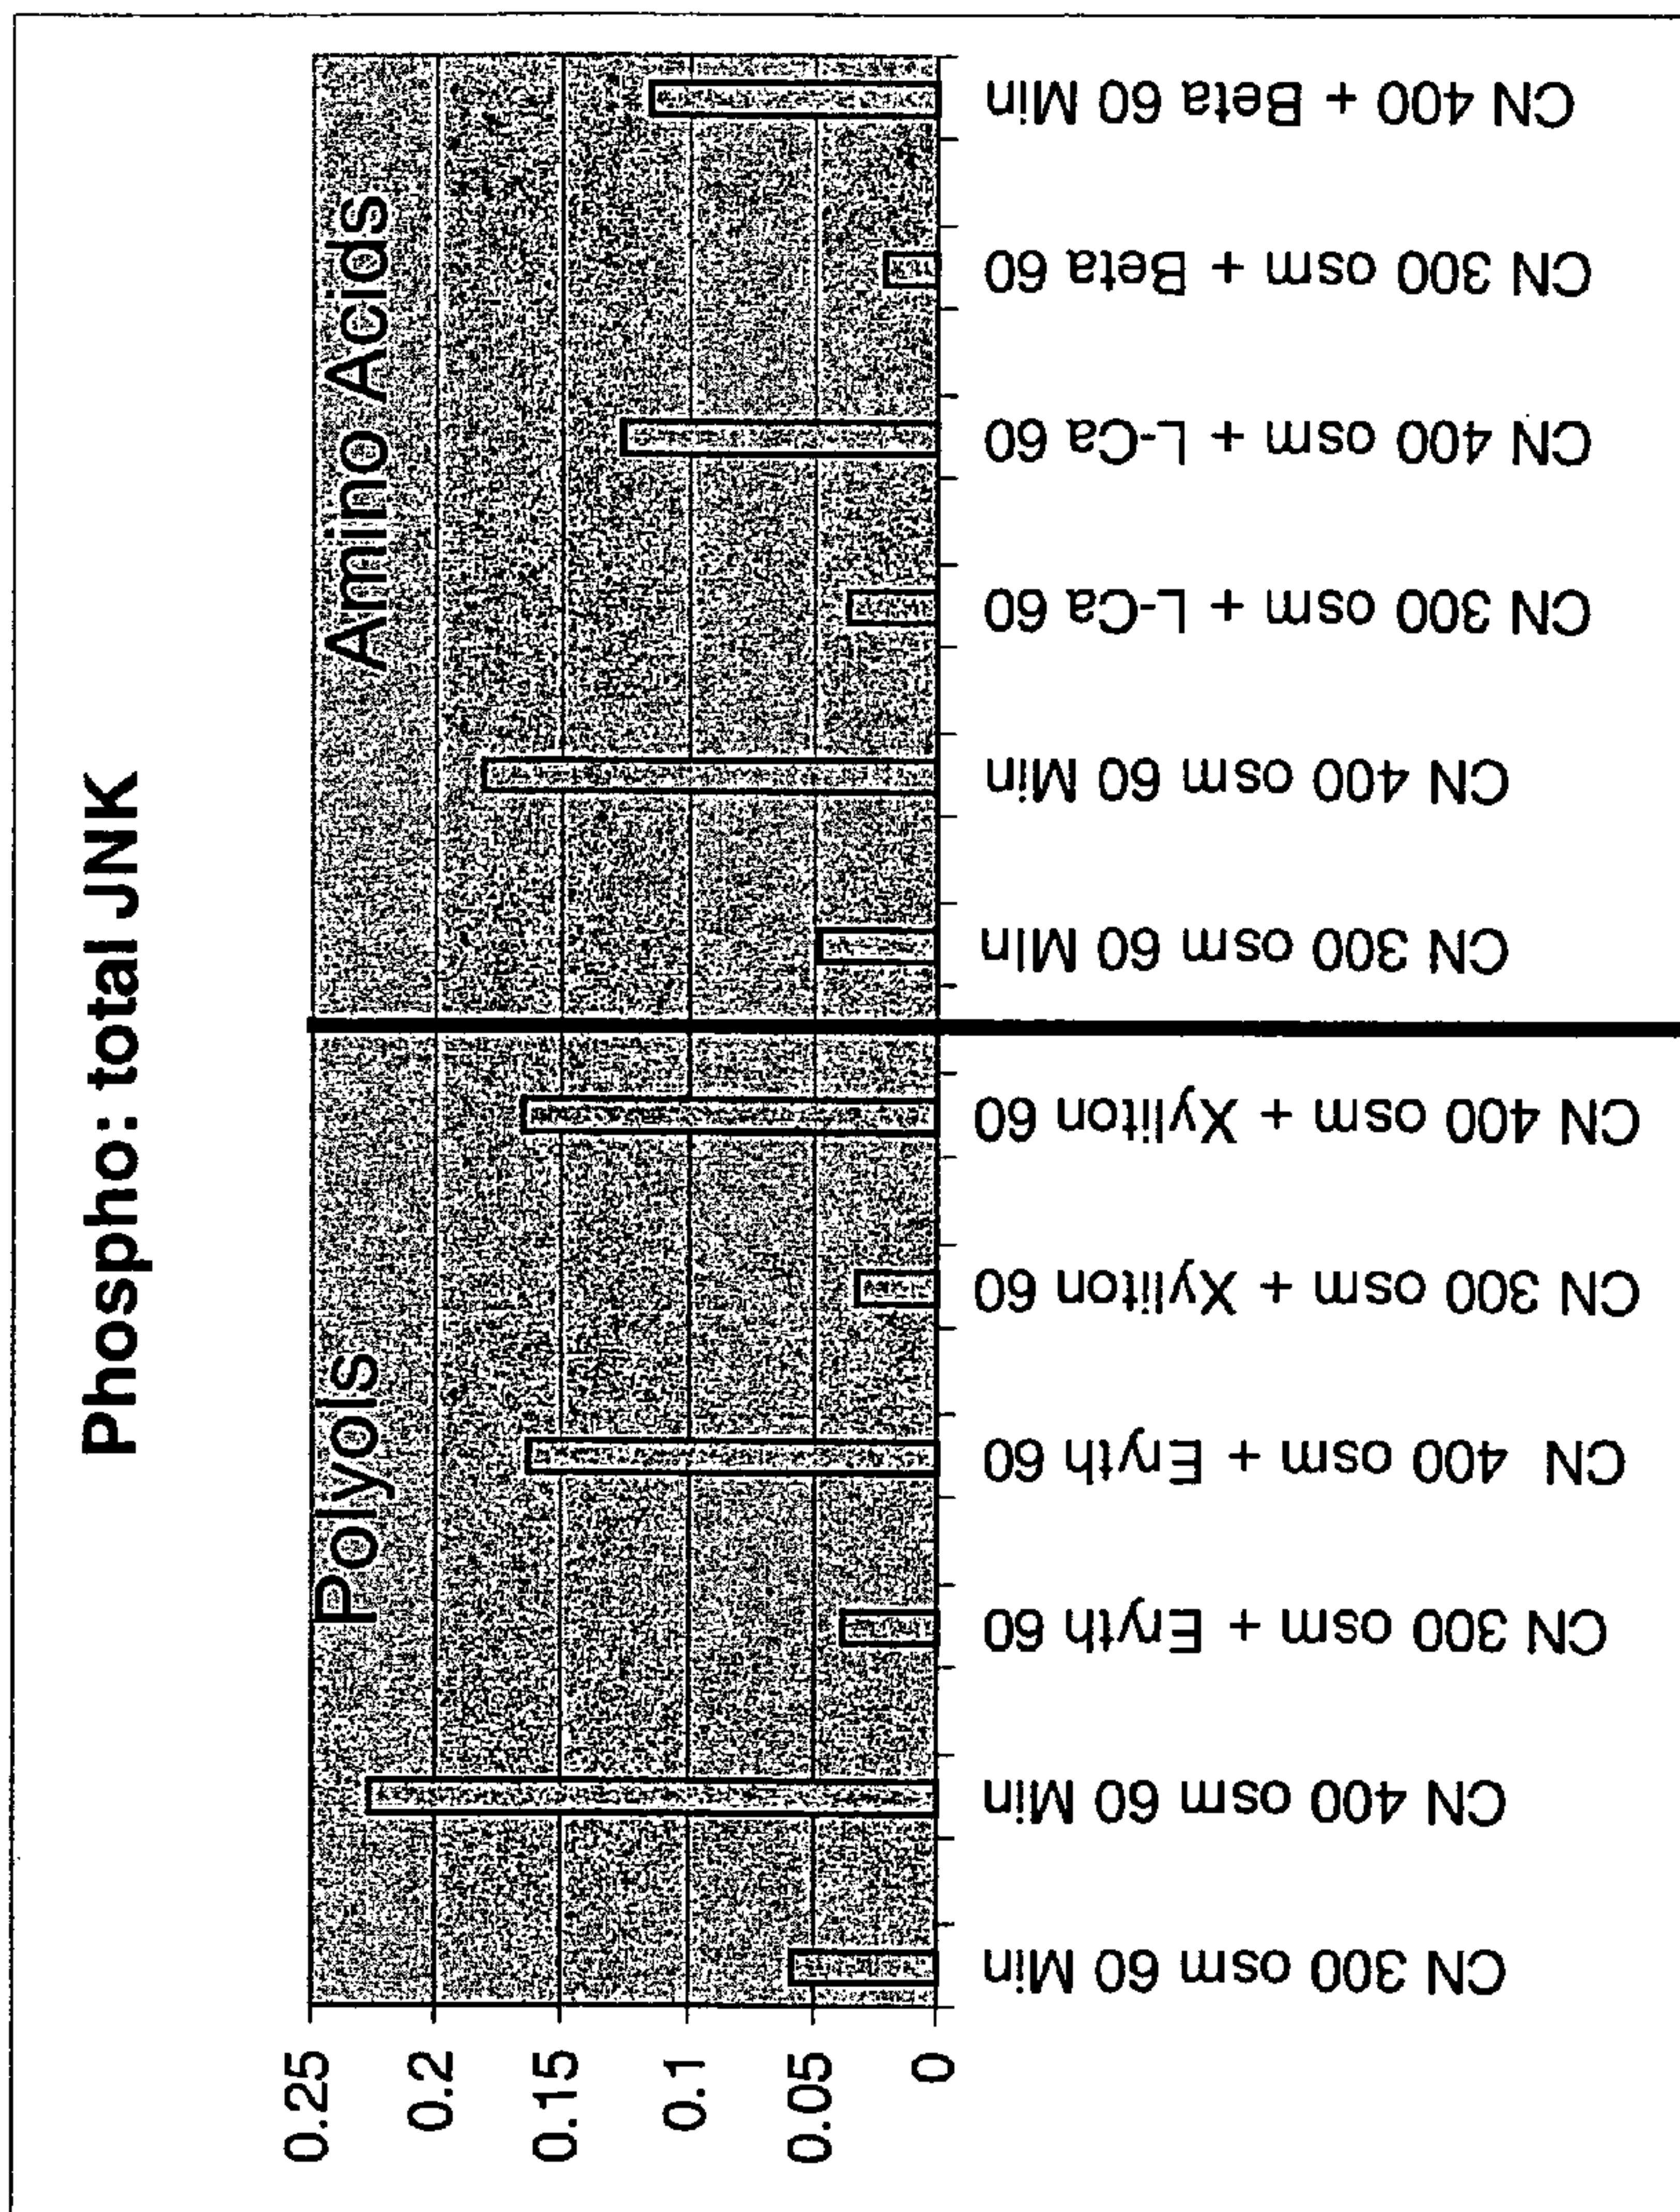 Phospho: total JNK
Polyols
Amino Acids
0.25
0.2
0.15
0.1
0.05
0
CN 300 osm 60 Min
CN 400 osm 60 Min
CN 300 osm + Eryth 60
CN 400 osm + Eryth 60
CN 300 osm + Xyliton 60
CN 400 osm + Xyliton 60
CN 300 osm 60 Min
CN 400 osm 60 Min
CN 300 osm + L-Ca 60
CN 400 osm + L-Ca 60
CN 300 osm + Beta 60
CN 400 + Beta 60 Min